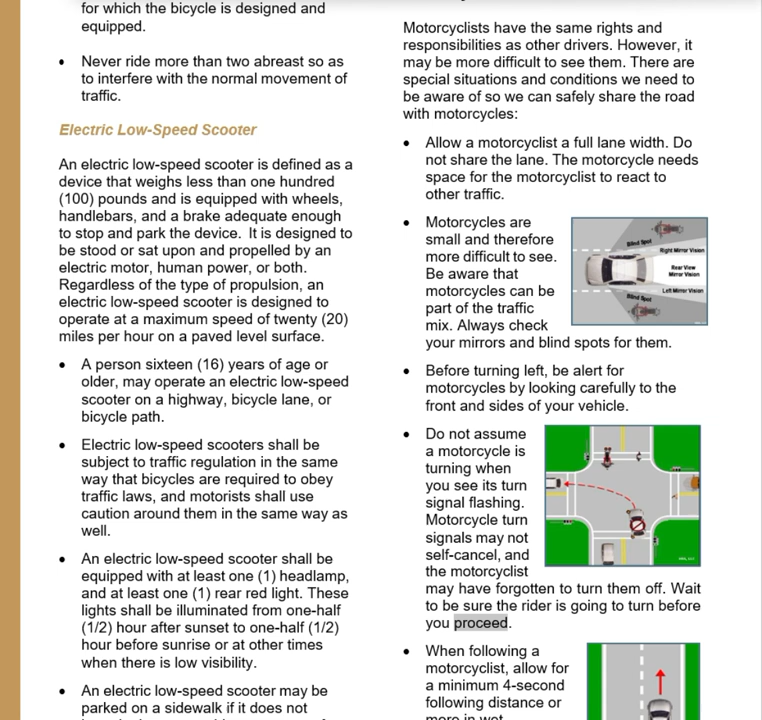 for which the bicycle is designed and
equipped.
• Never ride more than two abreast so as
to interfere with the normal movement of
traffic.
Electric Low-Speed Scooter
An electric low-speed scooter is defined as a
device that weighs less than one hundred
(100) pounds and is equipped with wheels,
handlebars, and a brake adequate enough
to stop and park the device. It is designed to
be stood or sat upon and propelled by an
electric motor, human power, or both.
Regardless of the type of propulsion, an
electric low-speed scooter is designed to
operate at a maximum speed of twenty (20)
miles per hour on a paved level surface.
• A person sixteen (16) years of age or
older, may operate an electric low-speed
scooter on a highway, bicycle lane, or
bicycle path.
• Electric low-speed scooters shall be
subject to traffic regulation in the same
way that bicycles are required to obey
traffic laws, and motorists shall use
caution around them in the same way as
well.
• An electric low-speed scooter shall be
equipped with at least one (1) headlamp,
and at least one (1) rear red light. These
lights shall be illuminated from one-half
(1/2) hour after sunset to one-half (1/2)
hour before sunrise or at other times
when there is low visibility.
• An electric low-speed scooter may be
parked on a sidewalk if it does not
Motorcyclists have the same rights and
responsibilities as other drivers. However, it
may be more difficult to see them. There are
special situations and conditions we need to
be aware of so we can safely share the road
with motorcycles:
• Allow a motorcyclist a full lane width. Do
not share the lane. The motorcycle needs
space for the motorcyclist to react to
other traffic.
• Motorcycles are
small and therefore
more difficult to see.
Be aware that
motorcycles can be
part of the traffic
mix. Always check
your mirrors and blind spots for them.
Blind Spot
Right Mirror Vision
Rear View
Mirror Vision
Left Mirror Vision
Blind Spot
• Before turning left, be alert for
motorcycles by looking carefully to the
front and sides of your vehicle.
• Do not assume
a motorcycle is
turning when
you see its turn
signal flashing.
Motorcycle turn
signals may not
self-cancel, and
the motorcyclist
may have forgotten to turn them off. Wait
to be sure the rider is going to turn before
you proceed.
• When following a
motorcyclist, allow for
a minimum 4-second
following distance or
more in wet